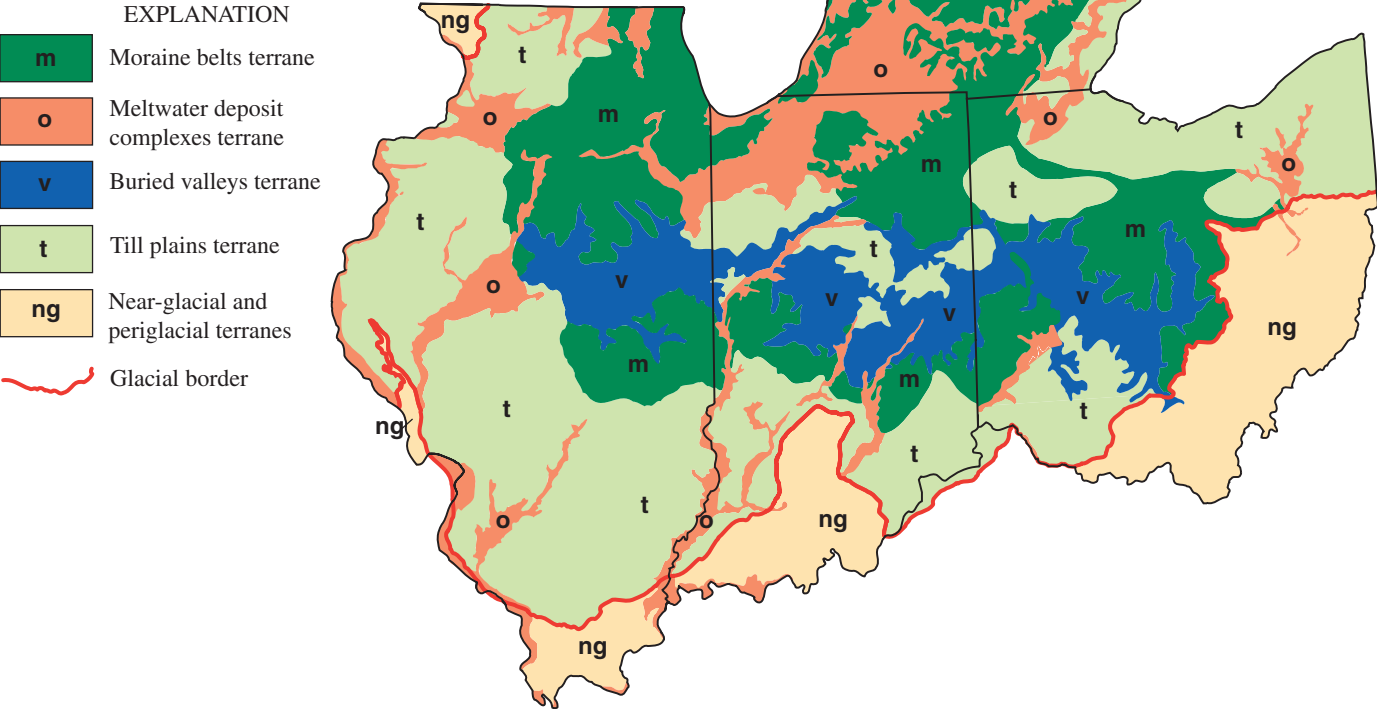 EXPLANATION
m
Moraine belts terrane
o
Meltwater deposit
complexes terrane
v
Buried valleys terrane
t
Till plains terrane
ng
Near-glacial and
periglacial terranes
Glacial border
ng
t
o
m
o
o
t
o
m
t
t
m
o
t
v
v
v
v
o
ng
m
m
t
t
ng
t
t
o
o
ng
ng